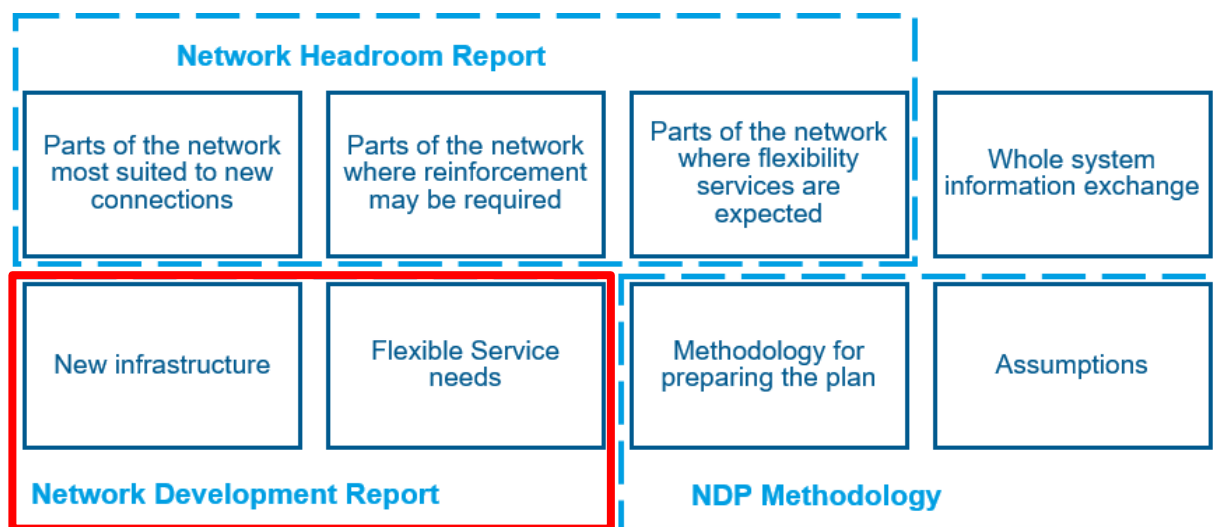 Network Headroom Report
Parts of the network
most suited to new
connections
Parts of the network
where reinforcement
may be required
Parts of the network
where flexibility
services are
expected
Whole system
information exchange
New infrastructure
Flexible Service
needs
Methodology for
preparing the plan
Assumptions
Network Development Report
NDP Methodology